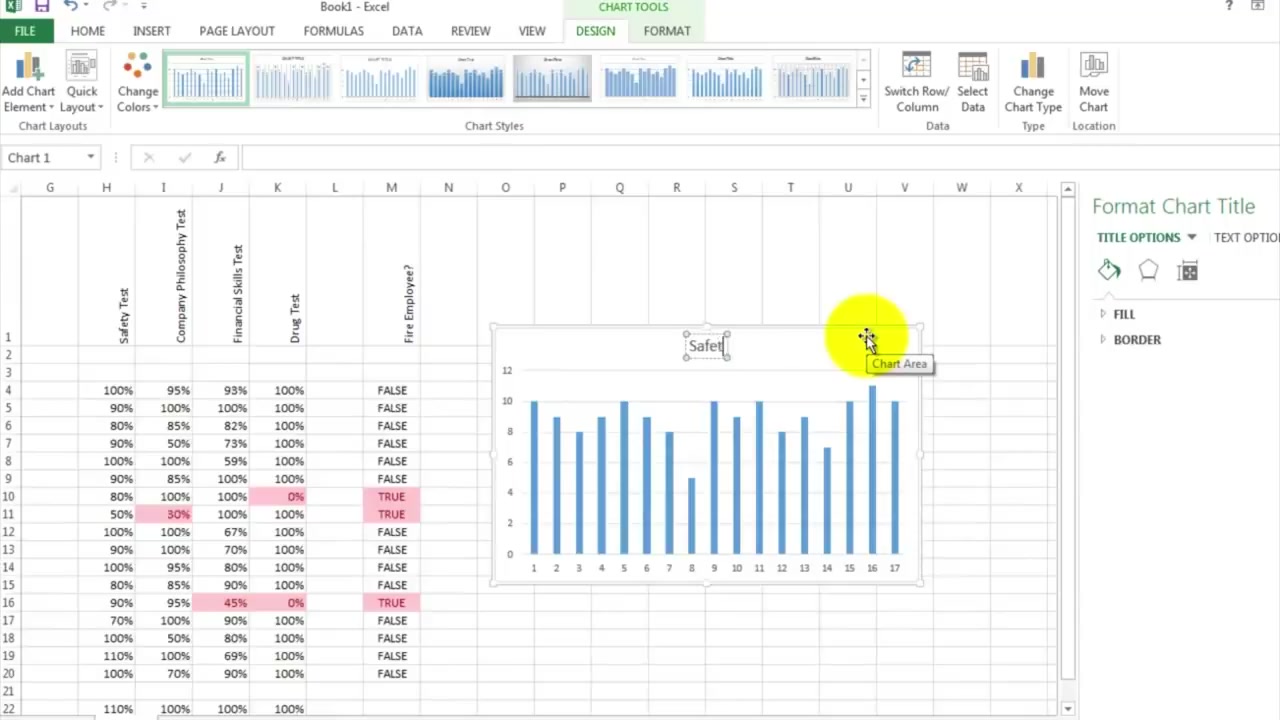 Book1 - Excel
CHART TOOLS
?
FILE HOME INSERT PAGE LAYOUT FORMULAS DATA REVIEW VIEW DESIGN FORMAT
Add Chart Element
Quick Layout
Change Colors
Switch Row/ Column
Select Data
Change Chart Type
Move Chart
Chart Layouts
Chart Styles
Data
Type
Location
Chart 1
fx
G H I J K L M N O P Q R S T U V W X
1 Safety Test Company Philosophy Test Financial Skills Test Drug Test Fire Employee?
2
3
4 100% 95% 93% 100% FALSE
5 90% 100% 100% 100% FALSE
6 80% 85% 82% 100% FALSE
7 90% 50% 73% 100% FALSE
8 100% 100% 59% 100% FALSE
9 90% 85% 100% 100% FALSE
10 80% 100% 100% 0% TRUE
11 50% 30% 100% 100% TRUE
12 100% 100% 67% 100% FALSE
13 90% 100% 70% 100% FALSE
14 100% 95% 80% 100% FALSE
15 80% 85% 90% 100% FALSE
16 90% 95% 45% 0% TRUE
17 70% 100% 90% 100% FALSE
18 100% 50% 80% 100% FALSE
19 110% 100% 69% 100% FALSE
20 100% 70% 90% 100% FALSE
21
22 110% 100% 100% 100%
Safet
Chart Area
12
10
8
6
4
2
0
1 2 3 4 5 6 7 8 9 10 11 12 13 14 15 16 17
Format Chart Title
TITLE OPTIONS TEXT OPTIO
FILL
BORDER